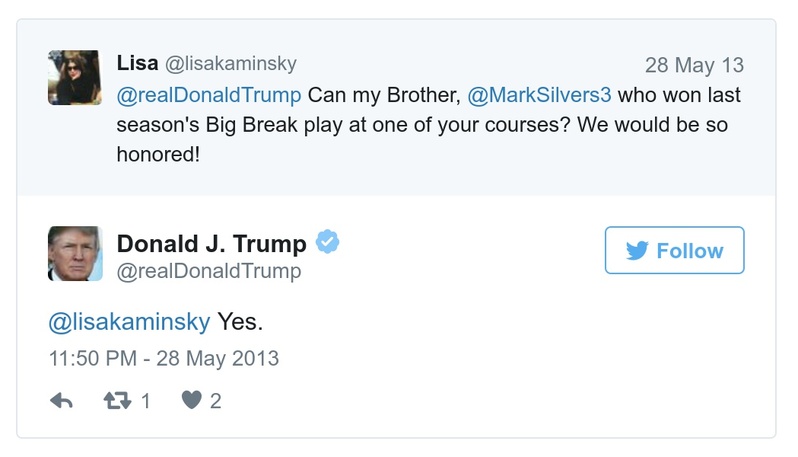 Lisa @lisakaminsky 28 May 13
@realDonaldTrump Can my Brother, @MarkSilvers3 who won last
season's Big Break play at one of your courses? We would be so
honored!
Donald J. Trump
Follow
@realDonaldTrump
@lisakaminsky Yes.
11:50 PM - 28 May 2013
1 2